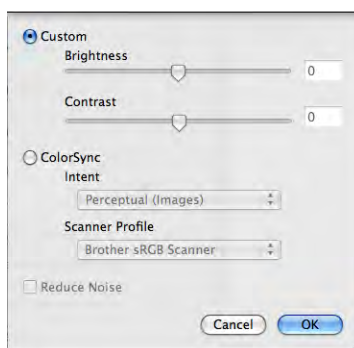 Custom
Brightness
0
Contrast
0
ColorSync
Intent
Perceptual (Images)
Scanner Profile
Brother sRGB Scanner
Reduce Noise
Cancel OK